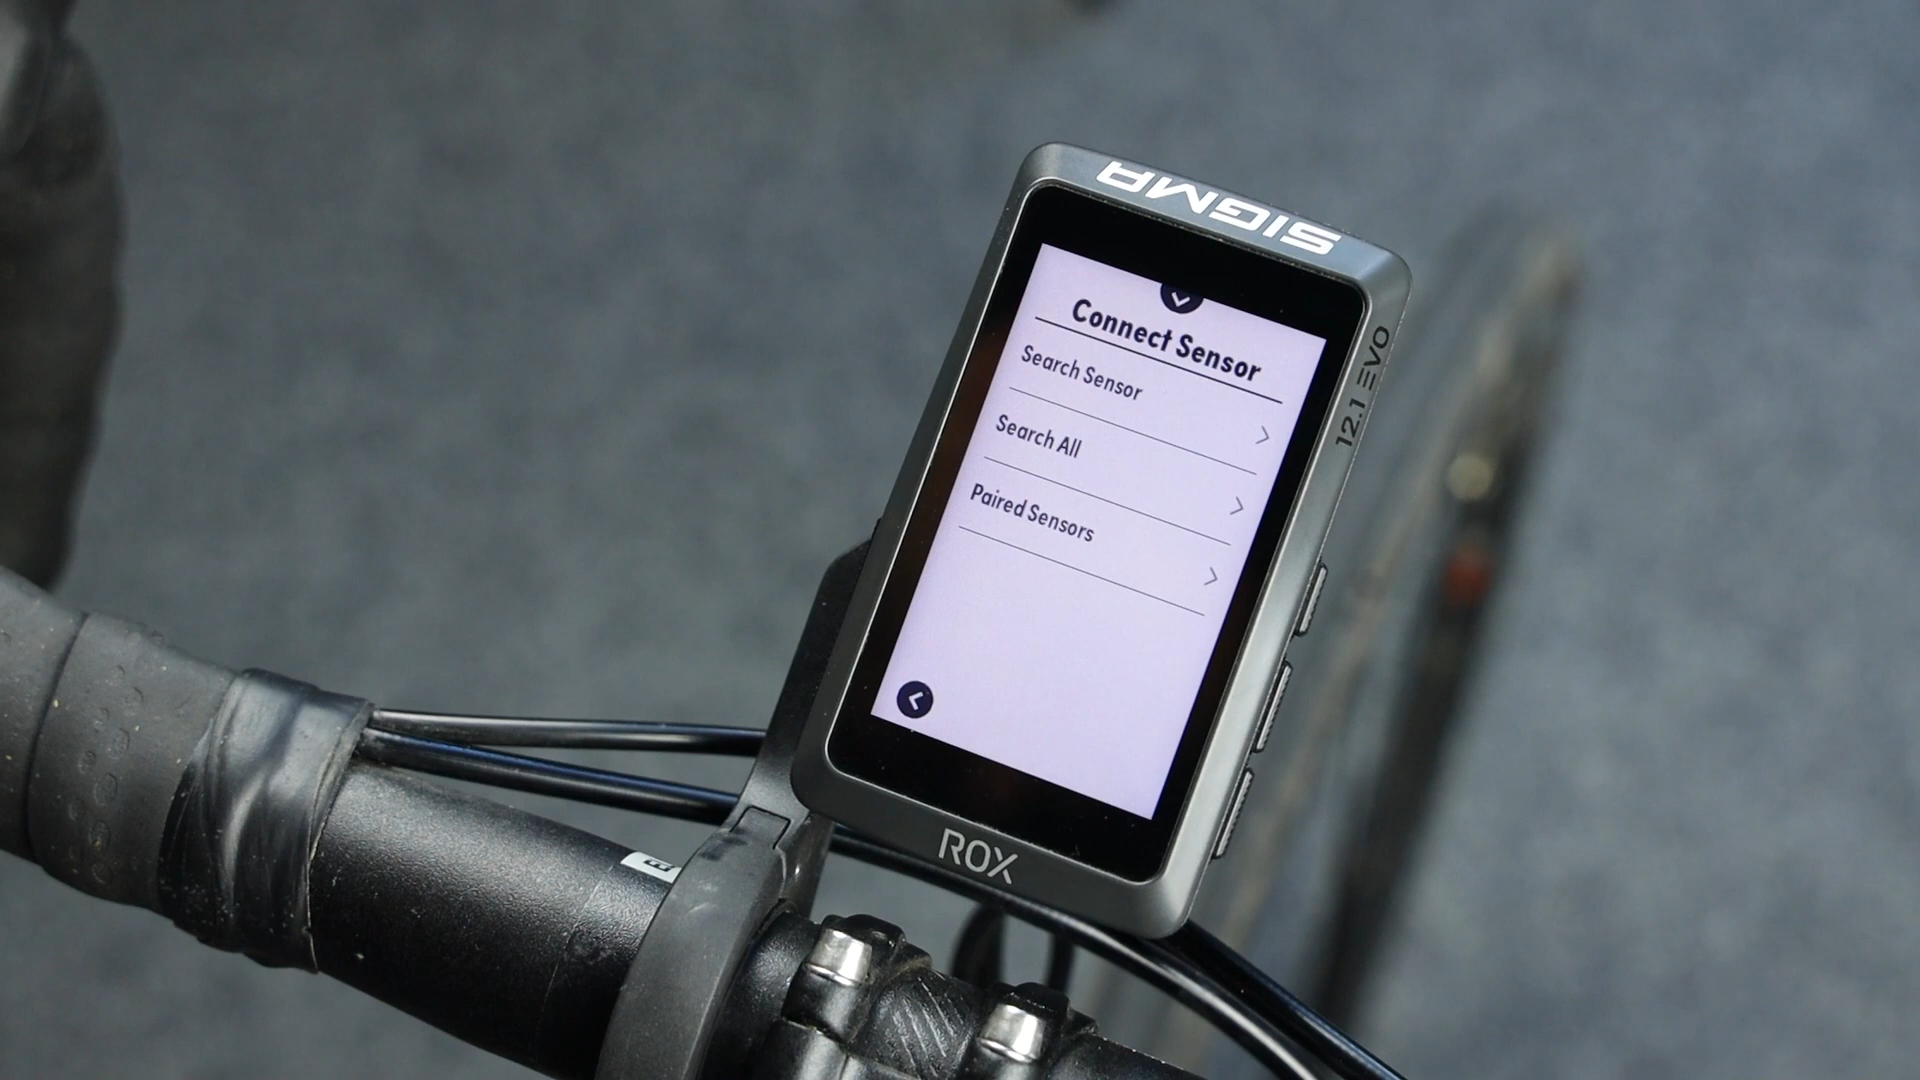 SIGMA
Connect Sensor
Search Sensor
Search All
Paired Sensors
12.1 EVO
ROX